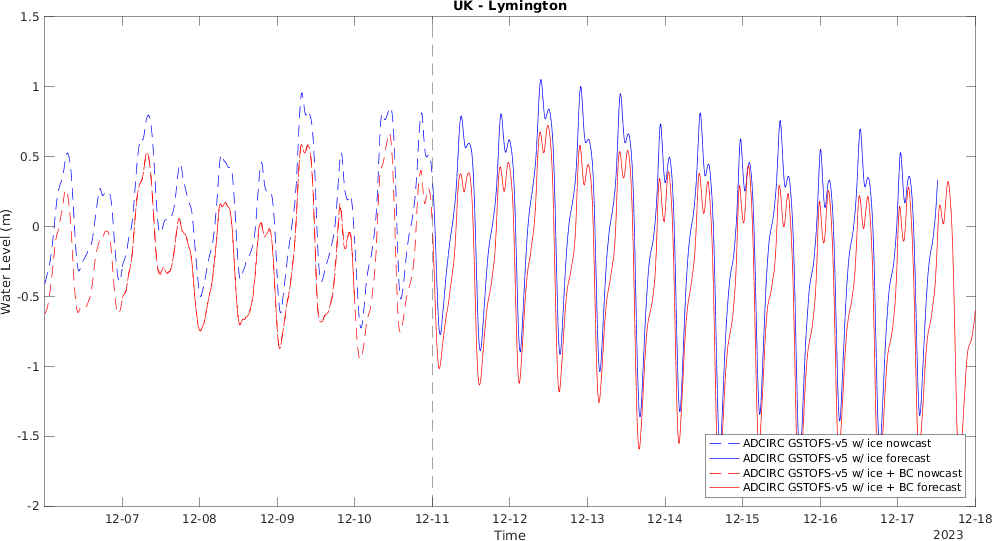 UK - Lymington
1.5
1
0.5
0
-0.5
-1
-1.5
-2
Water Level (m)
ADCIRC GSTOFS-v5 w/ ice nowcast
ADCIRC GSTOFS-v5 w/ ice forecast
ADCIRC GSTOFS-v5 w/ ice + BC nowcast
ADCIRC GSTOFS-v5 w/ ice + BC forecast
12-07 12-08 12-09 12-10 12-11 12-12 12-13 12-14 12-15 12-16 12-17 12-18
Time
2023